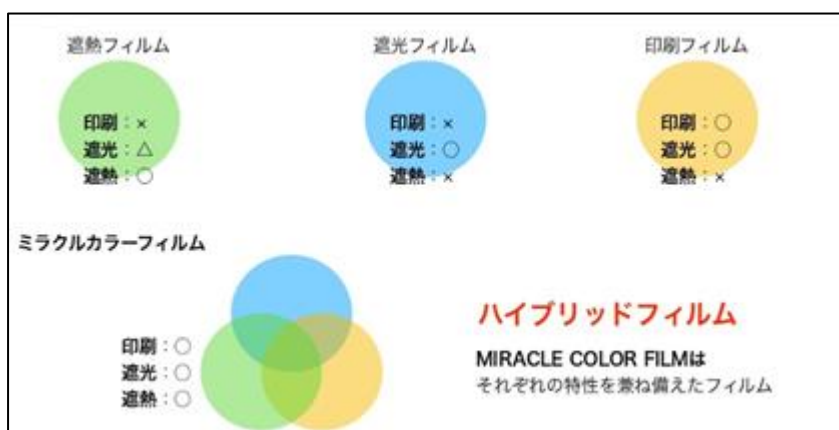 遮熱フィルム
印刷：×
遮光：△
遮熱：○
遮光フィルム
印刷：×
遮光：○
遮熱：×
印刷フィルム
印刷：○
遮光：○
遮熱：×
ミラクルカラーフィルム
印刷：○
遮光：○
遮熱：○
ハイブリッドフィルム
MIRACLE COLOR FILMは
それぞれの特性を兼ね備えたフィルム